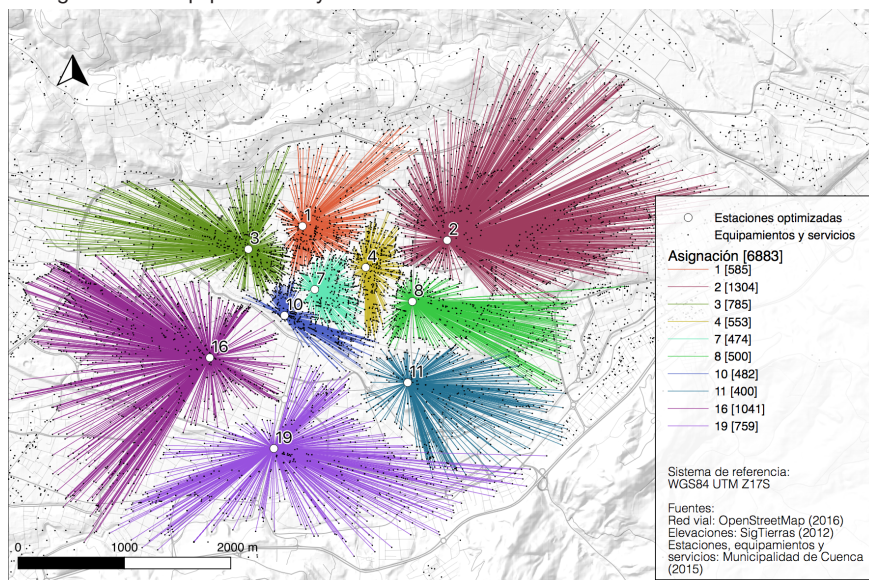 1
2
3
4
7
8
10
11
16
19
Estaciones optimizadas
Equipamientos y servicios
Asignación [6883]
1 [585]
2 [1304]
3 [785]
4 [553]
7 [474]
8 [500]
10 [482]
11 [400]
16 [1041]
19 [759]
Sistema de referencia:
WGS84 UTM Z17S
Fuentes:
Red vial: OpenStreetMap (2016)
Elevaciones: SigTierras (2012)
Estaciones, equipamientos y
servicios: Municipalidad de Cuenca
(2015)
0 1000 2000 m